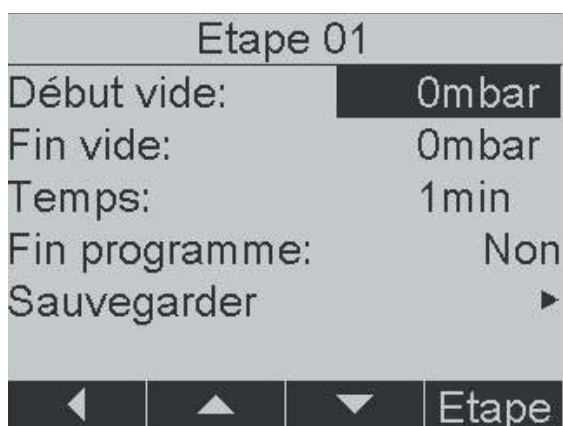 Etape 01
Début vide: 0mbar
Fin vide: 0mbar
Temps: 1min
Fin programme: Non
Sauvegarder
Etape